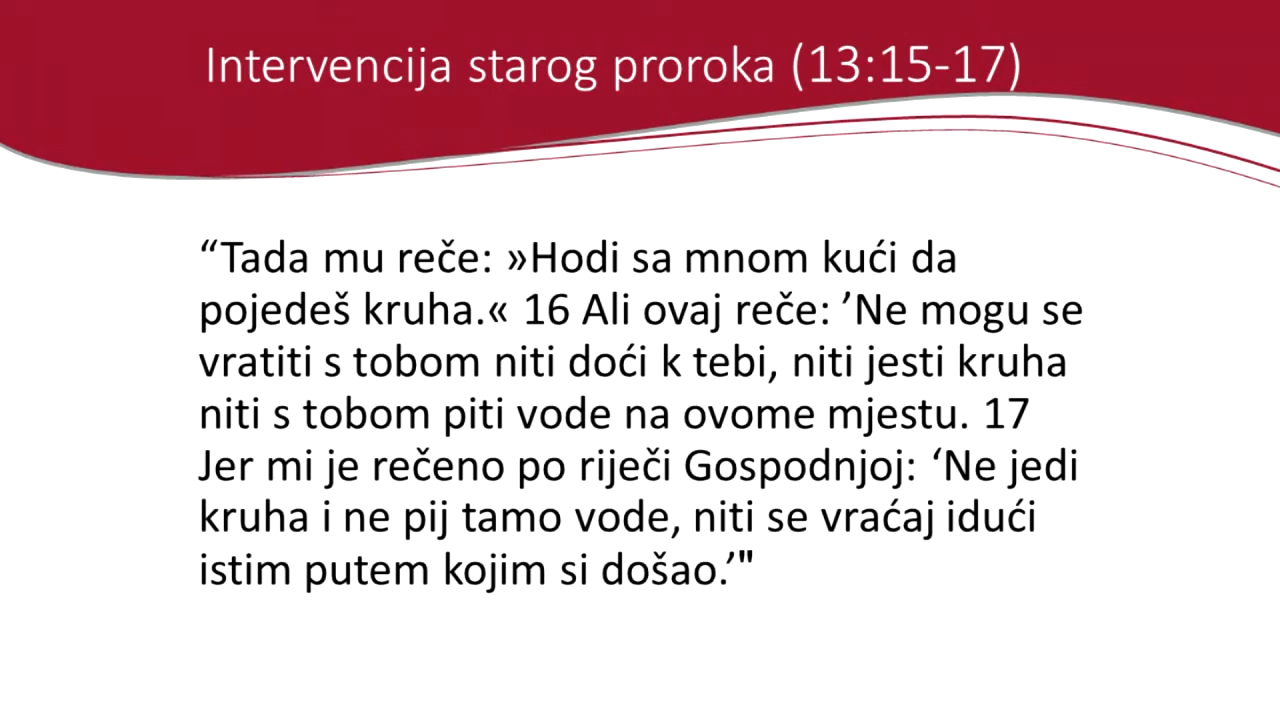 Intervencija starog proroka (13:15-17)
“Tada mu reče: »Hodi sa mnom kući da
pojedeš kruha.« 16 Ali ovaj reče: ’Ne mogu se
vratiti s tobom niti doći k tebi, niti jesti kruha
niti s tobom piti vode na ovome mjestu. 17
Jer mi je rečeno po riječi Gospodnjoj: ‘Ne jedi
kruha i ne pij tamo vode, niti se vraćaj idući
istim putem kojim si došao.’"